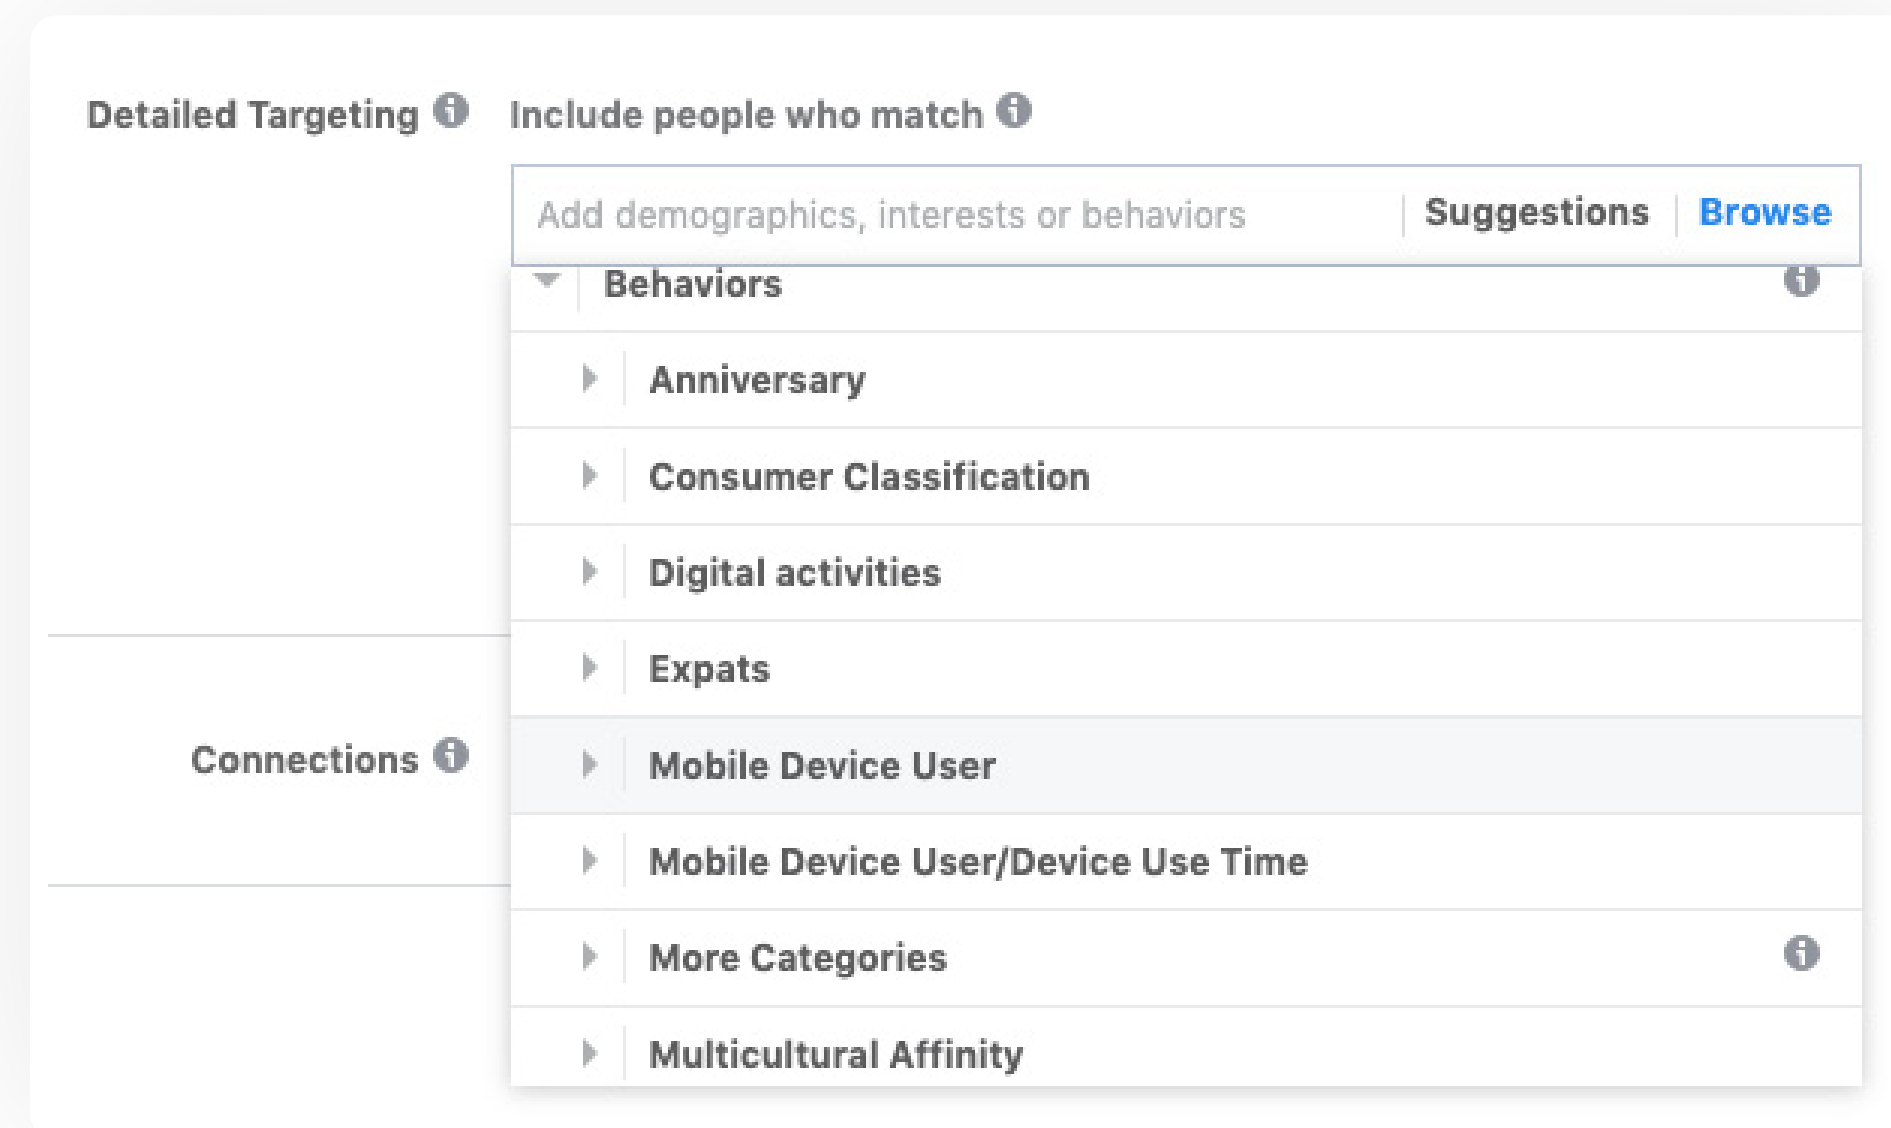 Detailed Targeting
Include people who match
Add demographics, interests or behaviors
Suggestions
Browse
Behaviors
Anniversary
Consumer Classification
Digital activities
Expats
Connections
Mobile Device User
Mobile Device User/Device Use Time
More Categories
Multicultural Affinity